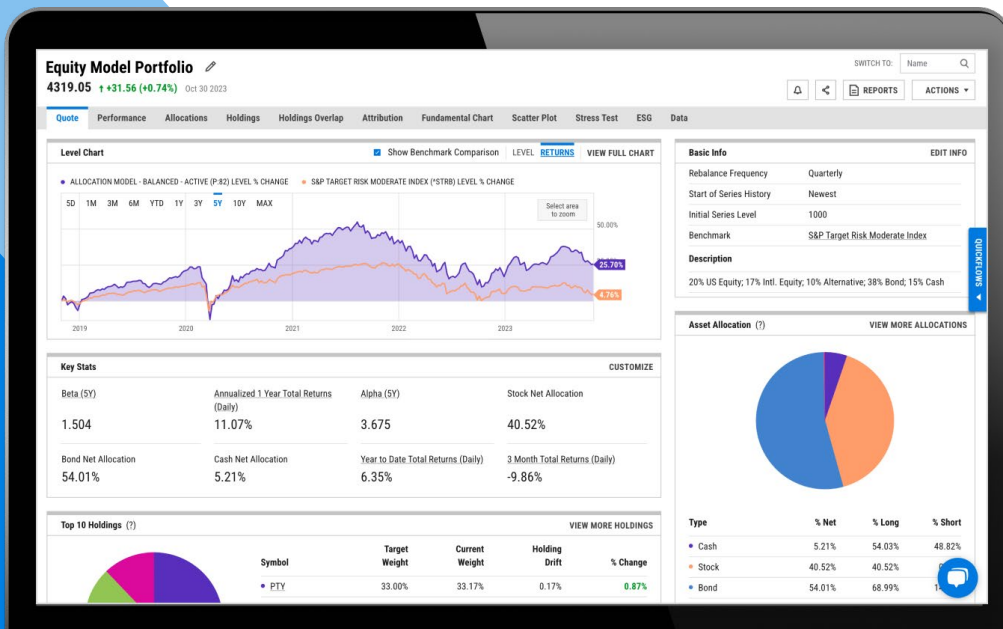 Equity Model Portfolio
4319.05 ↑ +31.56 (+0.74%) Oct 30 2023
SWITCH TO: Name
REPORTS
ACTIONS
Quote Performance Allocations Holdings Holdings Overlap Attribution Fundamental Chart Scatter Plot Stress Test ESG Data
Level Chart Show Benchmark Comparison LEVEL RETURNS VIEW FULL CHART
ALLOCATION MODEL - BALANCED - ACTIVE (P:82) LEVEL % CHANGE S&P TARGET RISK MODERATE INDEX (^STRB) LEVEL % CHANGE
5D 1M 3M 6M YTD 1Y 3Y 5Y 10Y MAX
Select area
to zoom
50.00%
25.70%
4.76%
2019 2020 2021 2022 2023
Key Stats CUSTOMIZE
Beta (5Y) Annualized 1 Year Total Returns (Daily) Alpha (5Y) Stock Net Allocation
1.504 11.07% 3.675 40.52%
Bond Net Allocation Cash Net Allocation Year to Date Total Returns (Daily) 3 Month Total Returns (Daily)
54.01% 5.21% 6.35% -9.86%
Top 10 Holdings (?) VIEW MORE HOLDINGS
Symbol Target Weight Current Weight Holding Drift % Change
PTY 33.00% 33.17% 0.17% 0.87%
Basic Info EDIT INFO
Rebalance Frequency Quarterly
Start of Series History Newest
Initial Series Level 1000
Benchmark S&P Target Risk Moderate Index
Description
20% US Equity; 17% Intl. Equity; 10% Alternative; 38% Bond; 15% Cash
QUICKFLOWS
Asset Allocation (?) VIEW MORE ALLOCATIONS
Type % Net % Long % Short
Cash 5.21% 54.03% 48.82%
Stock 40.52% 40.52%
Bond 54.01% 68.99%